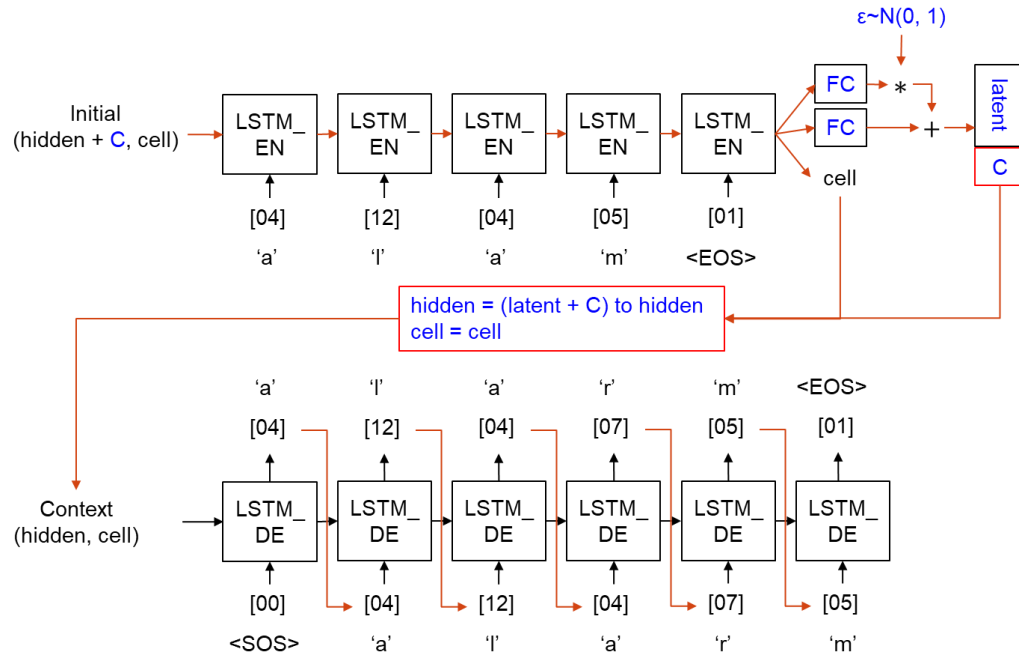 ε~N(0, 1)
Initial
(hidden + C, cell)
LSTM_
EN
LSTM_
EN
LSTM_
EN
LSTM_
EN
LSTM_
EN
FC
*
FC
+
cell
latent
C
[04] [12] [04] [05] [01]
‘a’ ‘l’ ‘a’ ‘m’ <EOS>
hidden = (latent + C) to hidden
cell = cell
‘a’ ‘l’ ‘a’ ‘r’ ‘m’ <EOS>
[04] [12] [04] [07] [05] [01]
Context
(hidden, cell)
LSTM_
DE
LSTM_
DE
LSTM_
DE
LSTM_
DE
LSTM_
DE
LSTM_
DE
[00] [04] [12] [04] [07] [05]
<SOS> ‘a’ ‘l’ ‘a’ ‘r’ ‘m’